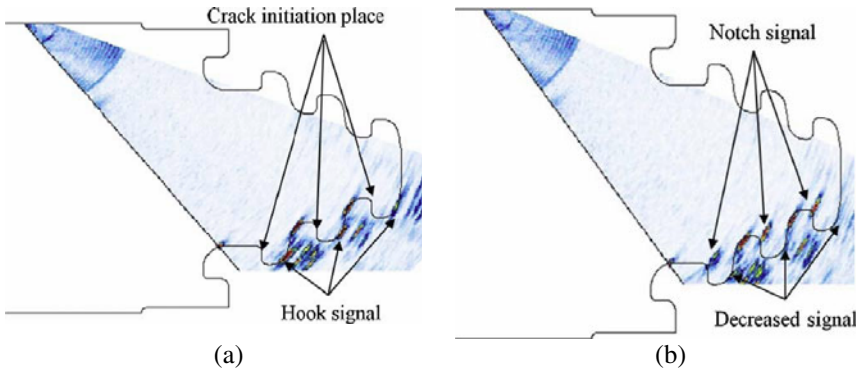 Crack initiation place
Hook signal
(a)
Notch signal
Decreased signal
(b)